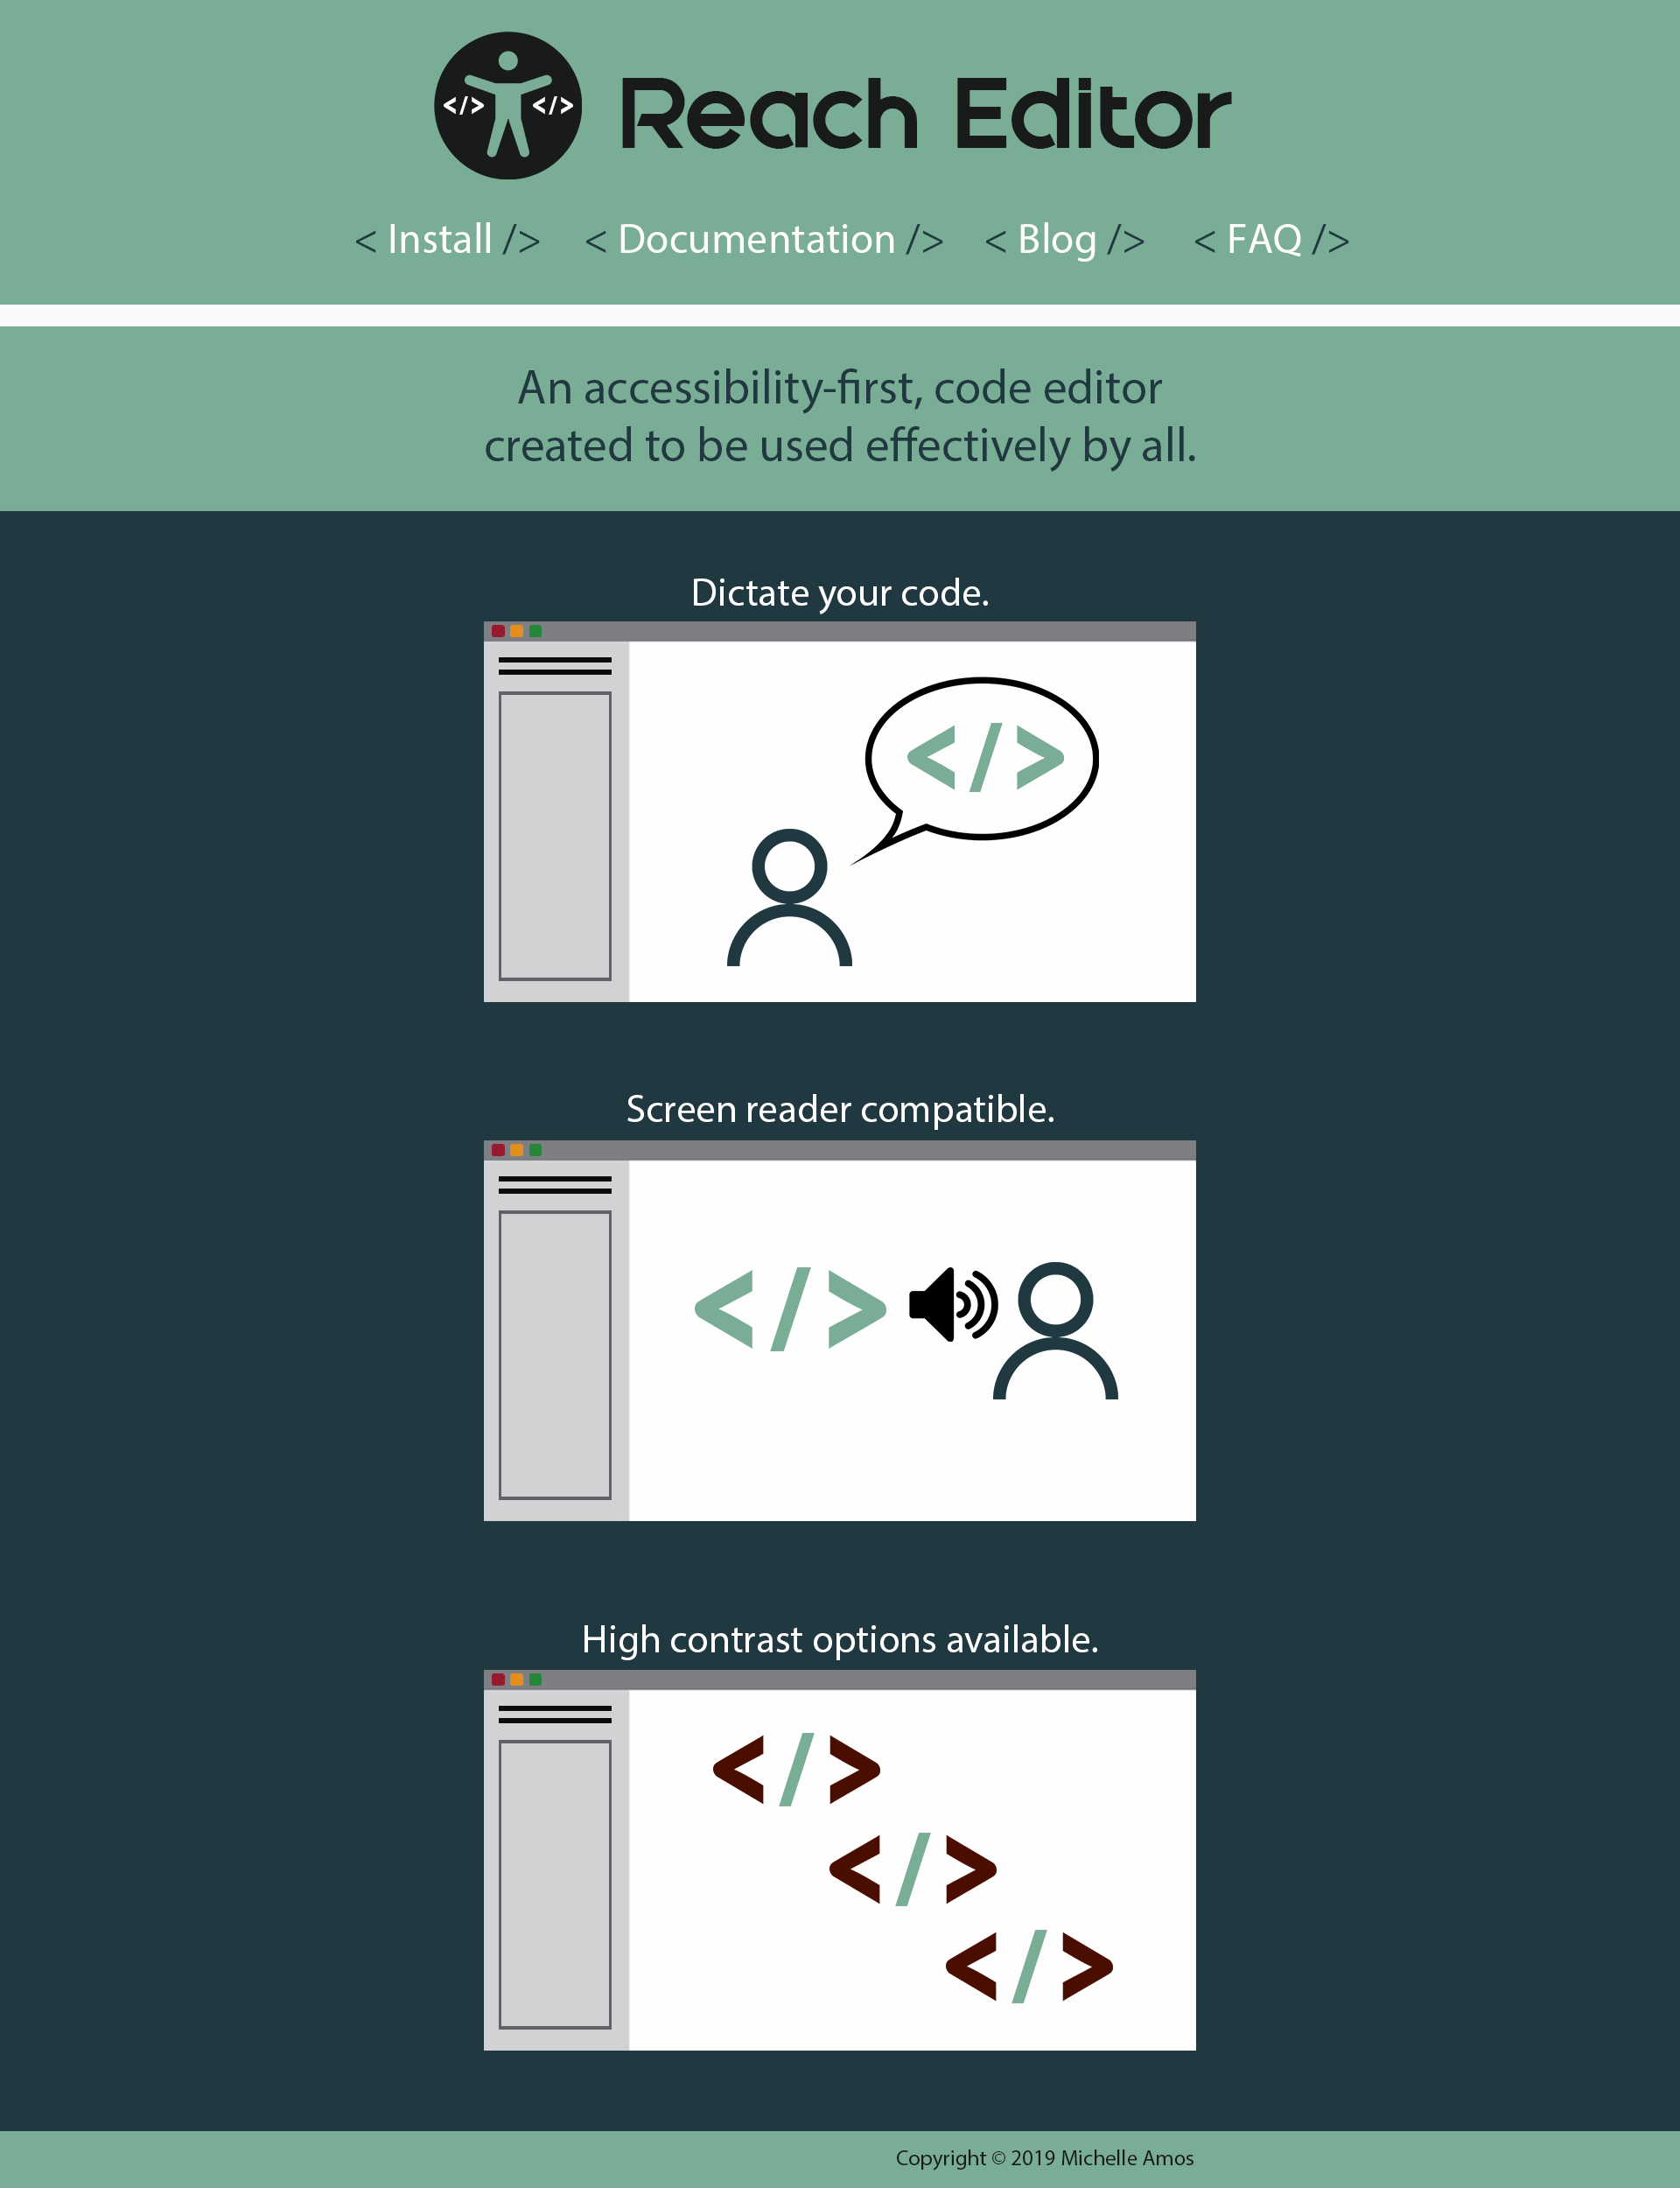 </> </>
Reach Editor
< Install /> < Documentation /> < Blog /> < FAQ />
An accessibility-first, code editor
created to be used effectively by all.
Dictate your code.
</>
Screen reader compatible.
</>
High contrast options available.
</>
</>
</>
Copyright © 2019 Michelle Amos